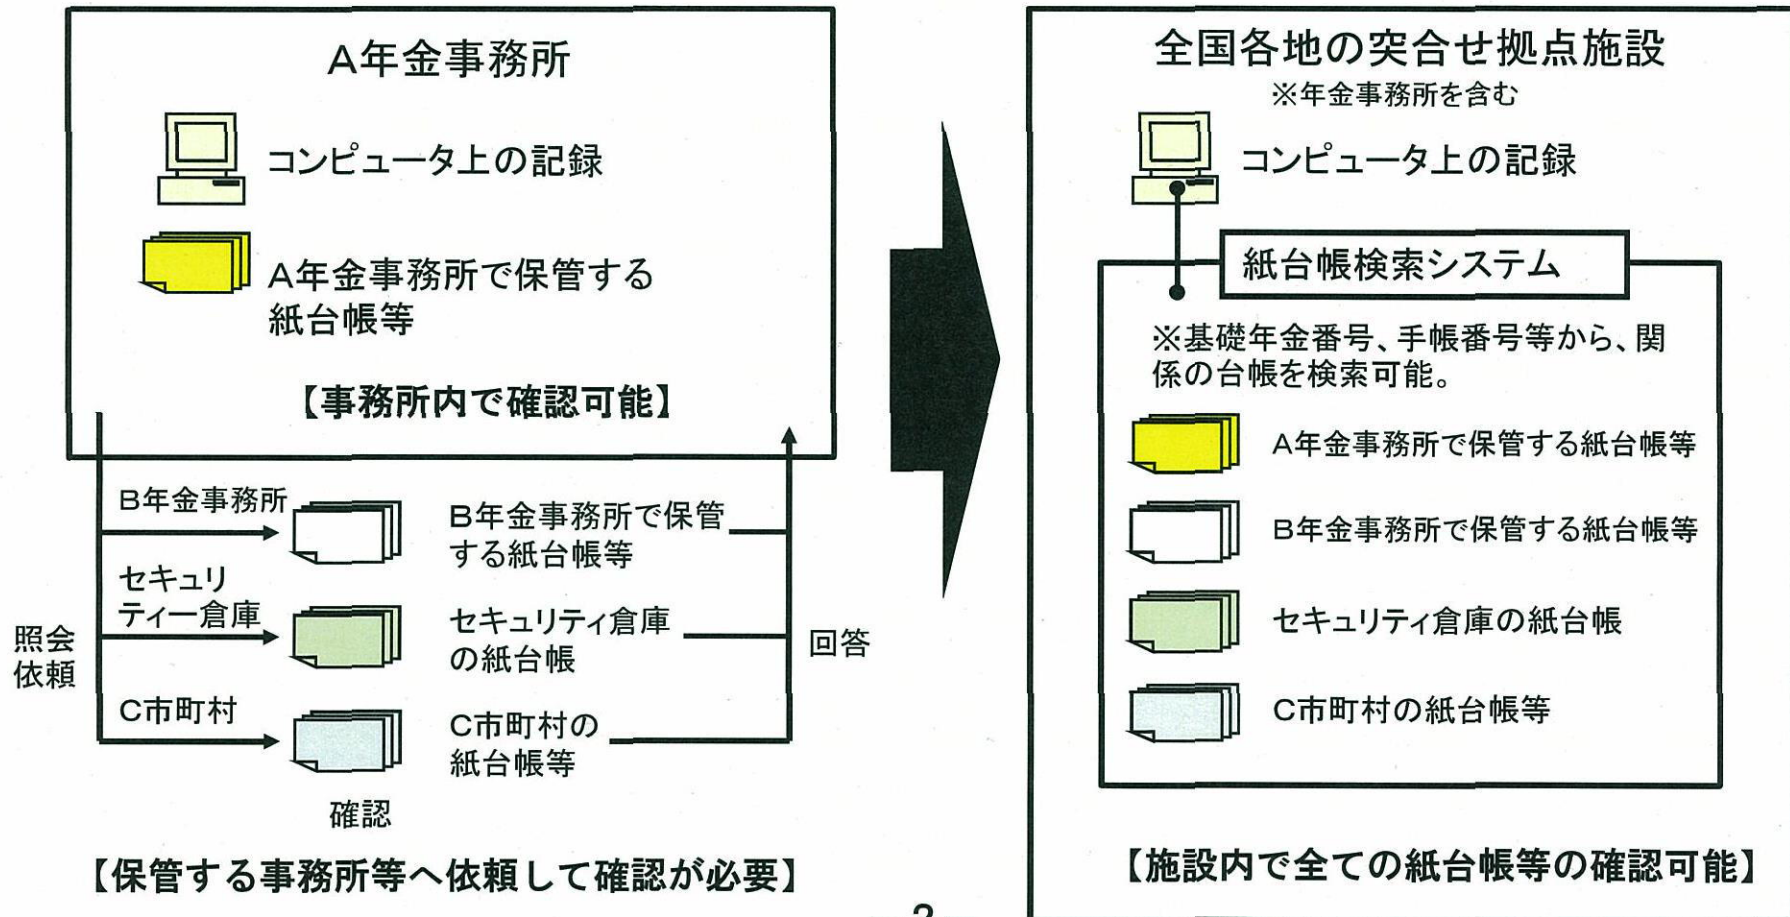 A年金事務所
コンピュータ上の記録
A年金事務所で保管する
紙台帳等
【事務所内で確認可能】
照会
依頼
B年金事務所
セキュリ
ティー倉庫
C市町村
B年金事務所で保管
する紙台帳等
セキュリティ倉庫
の紙台帳
C市町村の
紙台帳等
回答
確認
【保管する事務所等へ依頼して確認が必要】
全国各地の突合せ拠点施設
※年金事務所を含む
コンピュータ上の記録
紙台帳検索システム
※基礎年金番号、手帳番号等から、関
係の台帳を検索可能。
A年金事務所で保管する紙台帳等
B年金事務所で保管する紙台帳等
セキュリティ倉庫の紙台帳
C市町村の紙台帳等
【施設内で全ての紙台帳等の確認可能】